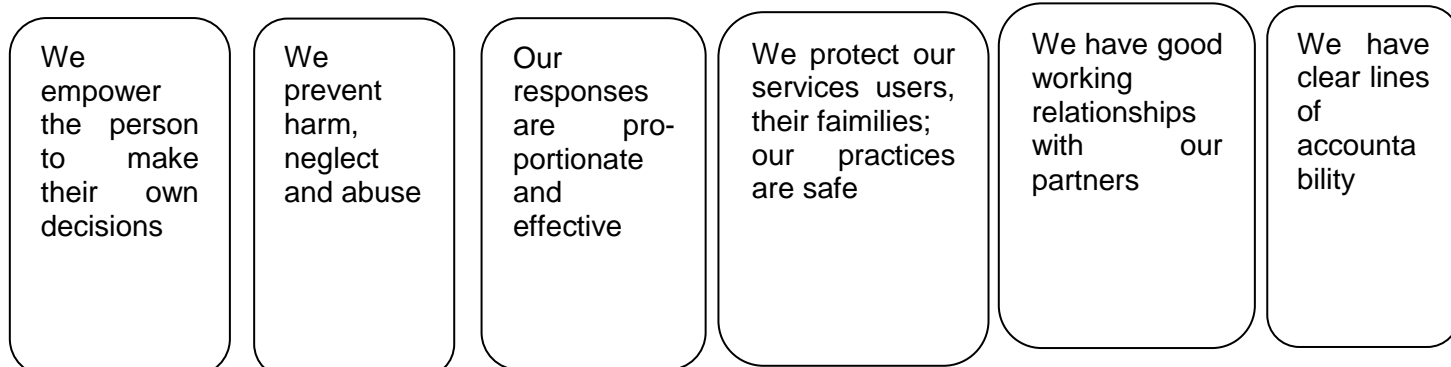 We
empower
the person
to make
their own
decisions
We
prevent
harm,
neglect
and abuse
Our
responses
are pro-
portionate
and
effective
We protect our
services users,
their faimilies;
our practices
are safe
We have good
working
relationships
with our
partners
We have
clear lines
of
accounta
bility